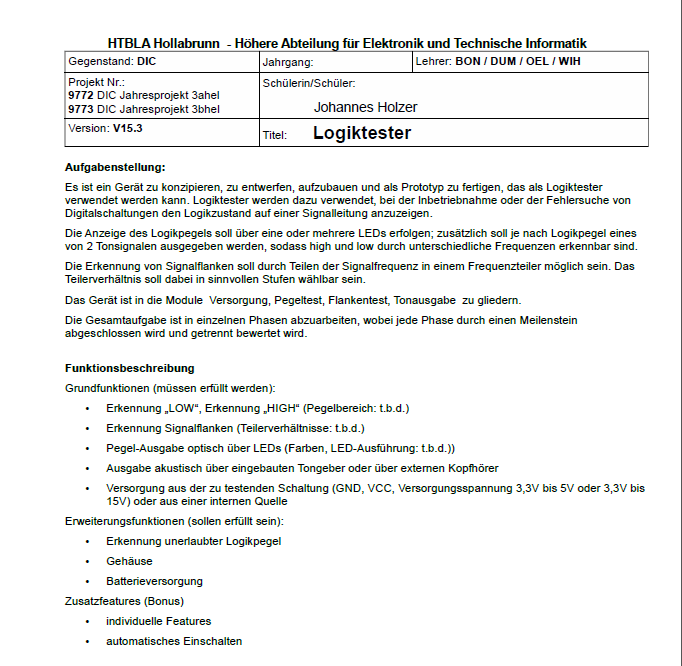 HTBLA Hollabrunn - Höhere Abteilung für Elektronik und Technische Informatik
Gegenstand: DIC
Jahrgang:
Lehrer: BON / DUM / OEL / WIH
Projekt Nr.:
9772 DIC Jahresprojekt 3ahel
9773 DIC Jahresprojekt 3bhel
Schülerin/Schüler:
Johannes Holzer
Version: V15.3
Titel: Logiktester
Aufgabenstellung:
Es ist ein Gerät zu konzipieren, zu entwerfen, aufzubauen und als Prototyp zu fertigen, das als Logiktester
verwendet werden kann. Logiktester werden dazu verwendet, bei der Inbetriebnahme oder der Fehlersuche von
Digitalschaltungen den Logikzustand auf einer Signalleitung anzuzeigen.
Die Anzeige des Logikpegels soll über eine oder mehrere LEDs erfolgen; zusätzlich soll je nach Logikpegel eines
von 2 Tonsignalen ausgegeben werden, sodass high und low durch unterschiedliche Frequenzen erkennbar sind.
Die Erkennung von Signalflanken soll durch Teilen der Signalfrequenz in einem Frequenzteiler möglich sein. Das
Teilerverhältnis soll dabei in sinnvollen Stufen wählbar sein.
Das Gerät ist in die Module Versorgung, Pegeltest, Flankentest, Tonausgabe zu gliedern.
Die Gesamtaufgabe ist in einzelnen Phasen abzuarbeiten, wobei jede Phase durch einen Meilenstein
abgeschlossen wird und getrennt bewertet wird.
Funktionsbeschreibung
Grundfunktionen (müssen erfüllt werden):
• Erkennung „LOW“, Erkennung „HIGH“ (Pegelbereich: t.b.d.)
• Erkennung Signalflanken (Teilerverhältnisse: t.b.d.)
• Pegel-Ausgabe optisch über LEDs (Farben, LED-Ausführung: t.b.d.))
• Ausgabe akustisch über eingebauten Tongeber oder über externen Kopfhörer
• Versorgung aus der zu testenden Schaltung (GND, VCC, Versorgungsspannung 3,3V bis 5V oder 3,3V bis
15V) oder aus einer internen Quelle
Erweiterungsfunktionen (sollen erfüllt sein):
• Erkennung unerlaubter Logikpegel
• Gehäuse
• Batterieversorgung
Zusatzfeatures (Bonus)
• individuelle Features
• automatisches Einschalten